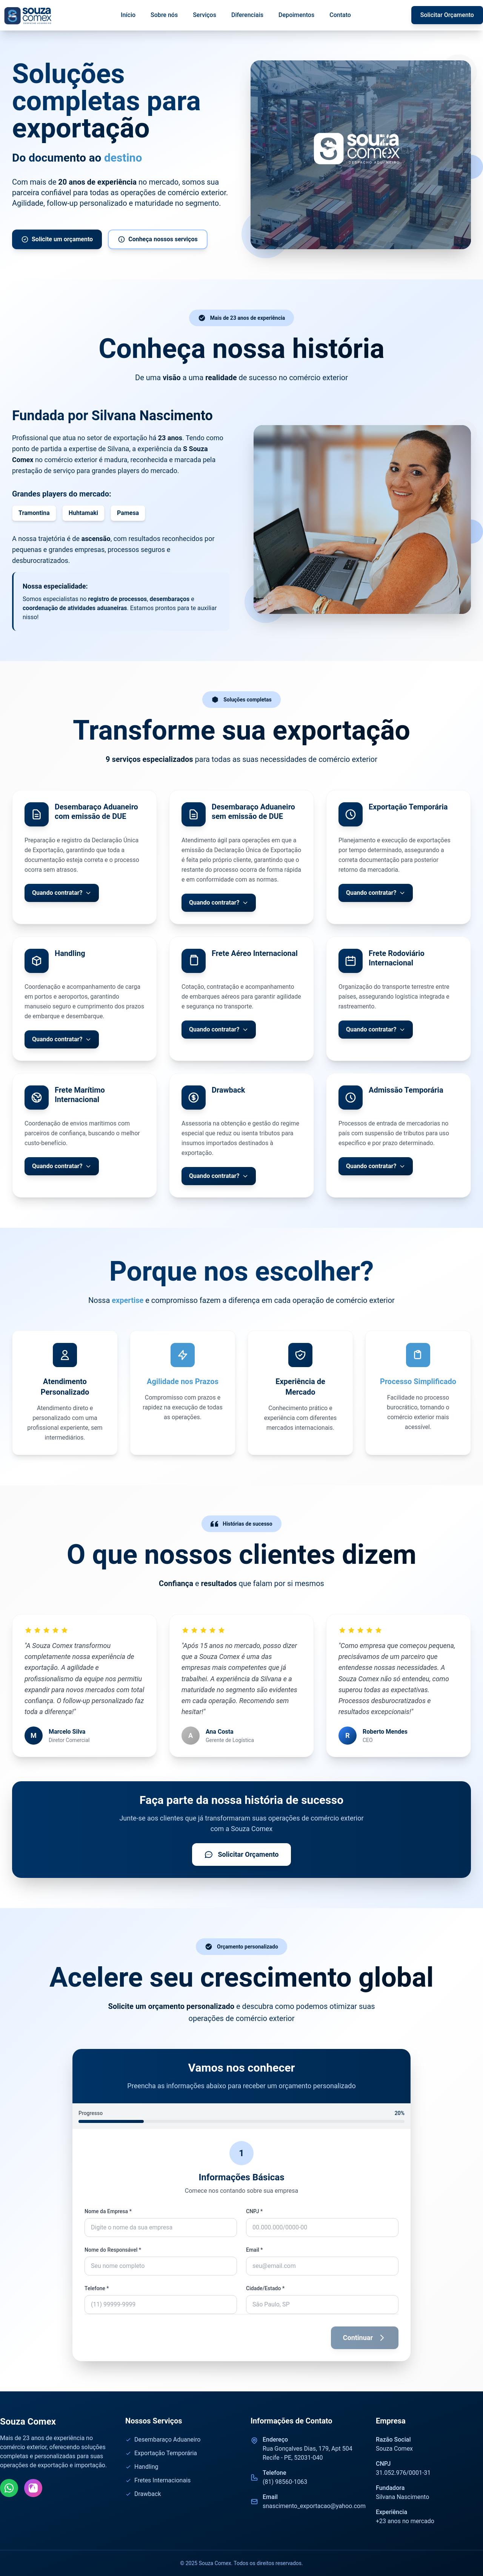 souza
comex
Início
Sobre nós
Serviços
Diferenciais
Depoimentos
Contato
Solicitar Orçamento
Soluções
completas para
exportação
Do documento ao destino
Com mais de 20 anos de experiência no mercado, somos sua
parceira confiável para todas as operações de comércio exterior.
Agilidade, follow-up personalizado e maturidade no segmento.
Solicite um orçamento
Conheça nossos serviços
souza
comex
Mais de 23 anos de experiência
Conheça nossa história
De uma visão a uma realidade de sucesso no comércio exterior
Fundada por Silvana Nascimento
Profissional que atua no setor de exportação há 23 anos. Tendo como
ponto de partida a expertise de Silvana, a experiência da S Souza
Comex no comércio exterior é madura, reconhecida e marcada pela
prestação de serviço para grandes players do mercado.
Grandes players do mercado:
Tramontina
Huhtamaki
Pamesa
A nossa trajetória é de ascensão, com resultados reconhecidos por
pequenas e grandes empresas, processos seguros e
desburocratizados.
Nossa especialidade:
Somos especialistas no registro de processos, desembaraços e
coordenação de atividades aduaneiras. Estamos prontos para te auxiliar
nisso!
Soluções completas
Transforme sua exportação
9 serviços especializados para todas as suas necessidades de comércio exterior
Desembaraço Aduaneiro
com emissão de DUE
Preparação e registro da Declaração Única
de Exportação, garantindo que toda a
documentação esteja correta e o processo
ocorra sem atrasos.
Quando contratar?
Desembaraço Aduaneiro
sem emissão de DUE
Atendimento ágil para operações em que a
emissão da Declaração Única de Exportação
é feita pelo próprio cliente, garantindo que o
restante do processo ocorra de forma rápida
e em conformidade com as normas.
Quando contratar?
Exportação Temporária
Planejamento e execução de exportações
por tempo determinado, assegurando a
correta documentação para posterior
retorno da mercadoria.
Quando contratar?
Handling
Coordenação e acompanhamento de carga
em portos e aeroportos, garantindo
manuseio seguro e cumprimento dos prazos
de embarque e desembarque.
Quando contratar?
Frete Aéreo Internacional
Cotação, contratação e acompanhamento
de embarques aéreos para garantir agilidade
e segurança no transporte.
Quando contratar?
Frete Rodoviário
Internacional
Organização do transporte terrestre entre
países, assegurando logística integrada e
rastreamento.
Quando contratar?
Frete Marítimo
Internacional
Coordenação de envios marítimos com
parceiros de confiança, buscando o melhor
custo-benefício.
Quando contratar?
Drawback
Assessoria na obtenção e gestão do regime
especial que reduz ou isenta tributos para
insumos importados destinados à
exportação.
Quando contratar?
Admissão Temporária
Processos de entrada de mercadorias no
país com suspensão de tributos para uso
específico e por prazo determinado.
Quando contratar?
Porque nos escolher?
Nossa expertise e compromisso fazem a diferença em cada operação de comércio exterior
Atendimento
Personalizado
Atendimento direto e
personalizado com uma
profissional experiente, sem
intermediários.
Agilidade nos Prazos
Compromisso com prazos e
rapidez na execução de todas
as operações.
Experiência de
Mercado
Conhecimento prático e
experiência com diferentes
mercados internacionais.
Processo Simplificado
Facilidade no processo
burocrático, tornando o
comércio exterior mais
acessível.
Histórias de sucesso
O que nossos clientes dizem
Confiança e resultados que falam por si mesmos
"A Souza Comex transformou
completamente nossa experiência de
exportação. A agilidade e
profissionalismo da equipe nos permitiu
expandir para novos mercados com total
confiança. O follow-up personalizado faz
toda a diferença!"
M
Marcelo Silva
Diretor Comercial
"Após 15 anos no mercado, posso dizer
que a Souza Comex é uma das
empresas mais competentes que já
trabalhei. A experiência da Silvana e a
maturidade no segmento são evidentes
em cada operação. Recomendo sem
hesitar!"
A
Ana Costa
Gerente de Logística
"Como empresa que começou pequena,
precisávamos de um parceiro que
entendesse nossas necessidades. A
Souza Comex não só entendeu, como
superou todas as expectativas.
Processos desburocratizados e
resultados excepcionais!"
R
Roberto Mendes
CEO
Faça parte da nossa história de sucesso
Junte-se aos clientes que já transformaram suas operações de comércio exterior
com a Souza Comex
Solicitar Orçamento
Orçamento personalizado
Acelere seu crescimento global
Solicite um orçamento personalizado e descubra como podemos otimizar suas
operações de comércio exterior
Vamos nos conhecer
Preencha as informações abaixo para receber um orçamento personalizado
Progresso
20%
1
Informações Básicas
Comece nos contando sobre sua empresa
Nome da Empresa *
Digite o nome da sua empresa
CNPJ *
00.000.000/0000-00
Nome do Responsável *
Seu nome completo
Email *
seu@email.com
Telefone *
(11) 99999-9999
Cidade/Estado *
São Paulo, SP
Continuar
Souza Comex
Mais de 23 anos de experiência no
comércio exterior, oferecendo soluções
completas e personalizadas para suas
operações de exportação e importação.
Nossos Serviços
Desembaraço Aduaneiro
Exportação Temporária
Handling
Fretes Internacionais
Drawback
Informações de Contato
Endereço
Rua Gonçalves Dias, 179, Apt 504
Recife - PE, 52031-040
Telefone
(81) 98560-1063
Email
snascimento_exportacao@yahoo.com
Empresa
Razão Social
Souza Comex
CNPJ
31.052.976/0001-31
Fundadora
Silvana Nascimento
Experiência
+23 anos no mercado
© 2025 Souza Comex. Todos os direitos reservados.